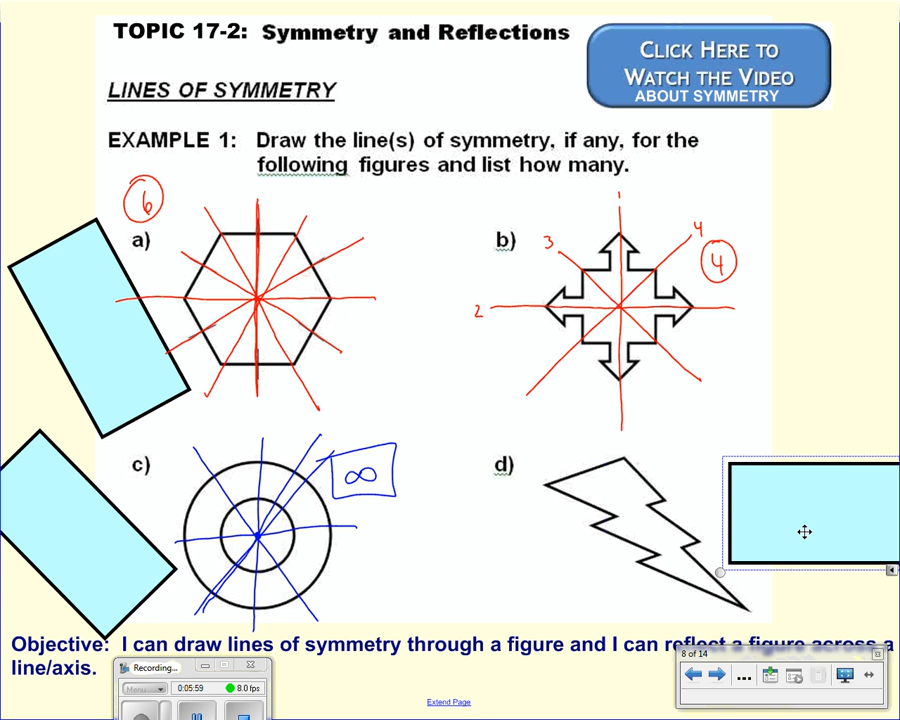 TOPIC 17-2: Symmetry and Reflections
CLICK HERE TO
WATCH THE VIDEO
ABOUT SYMMETRY
LINES OF SYMMETRY
EXAMPLE 1: Draw the line(s) of symmetry, if any, for the
following figures and list how many.
6
a)
b)
1
3
4
4
2
c)
∞
d)
Objective: I can draw lines of symmetry through a figure and I can reflect a figure across a
line/axis.
Recording...
Menu
0:05:59
8.0 fps
8 of 14
...
Extend Page